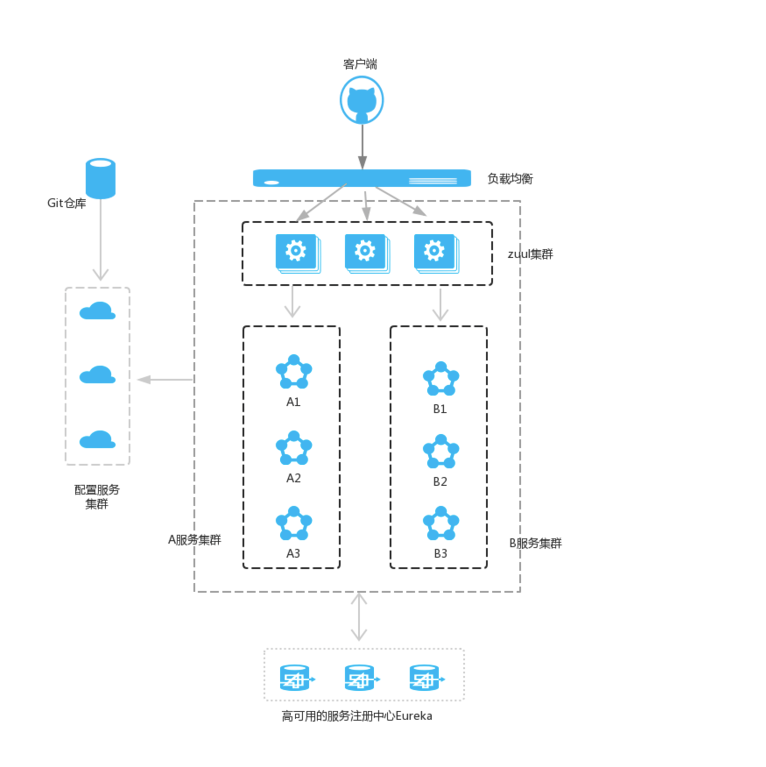 客户端
负载均衡
Git仓库
zuul集群
A1
B1
A2
B2
配置服务
集群
A服务集群
B服务集群
A3
B3
高可用的服务注册中心Eureka